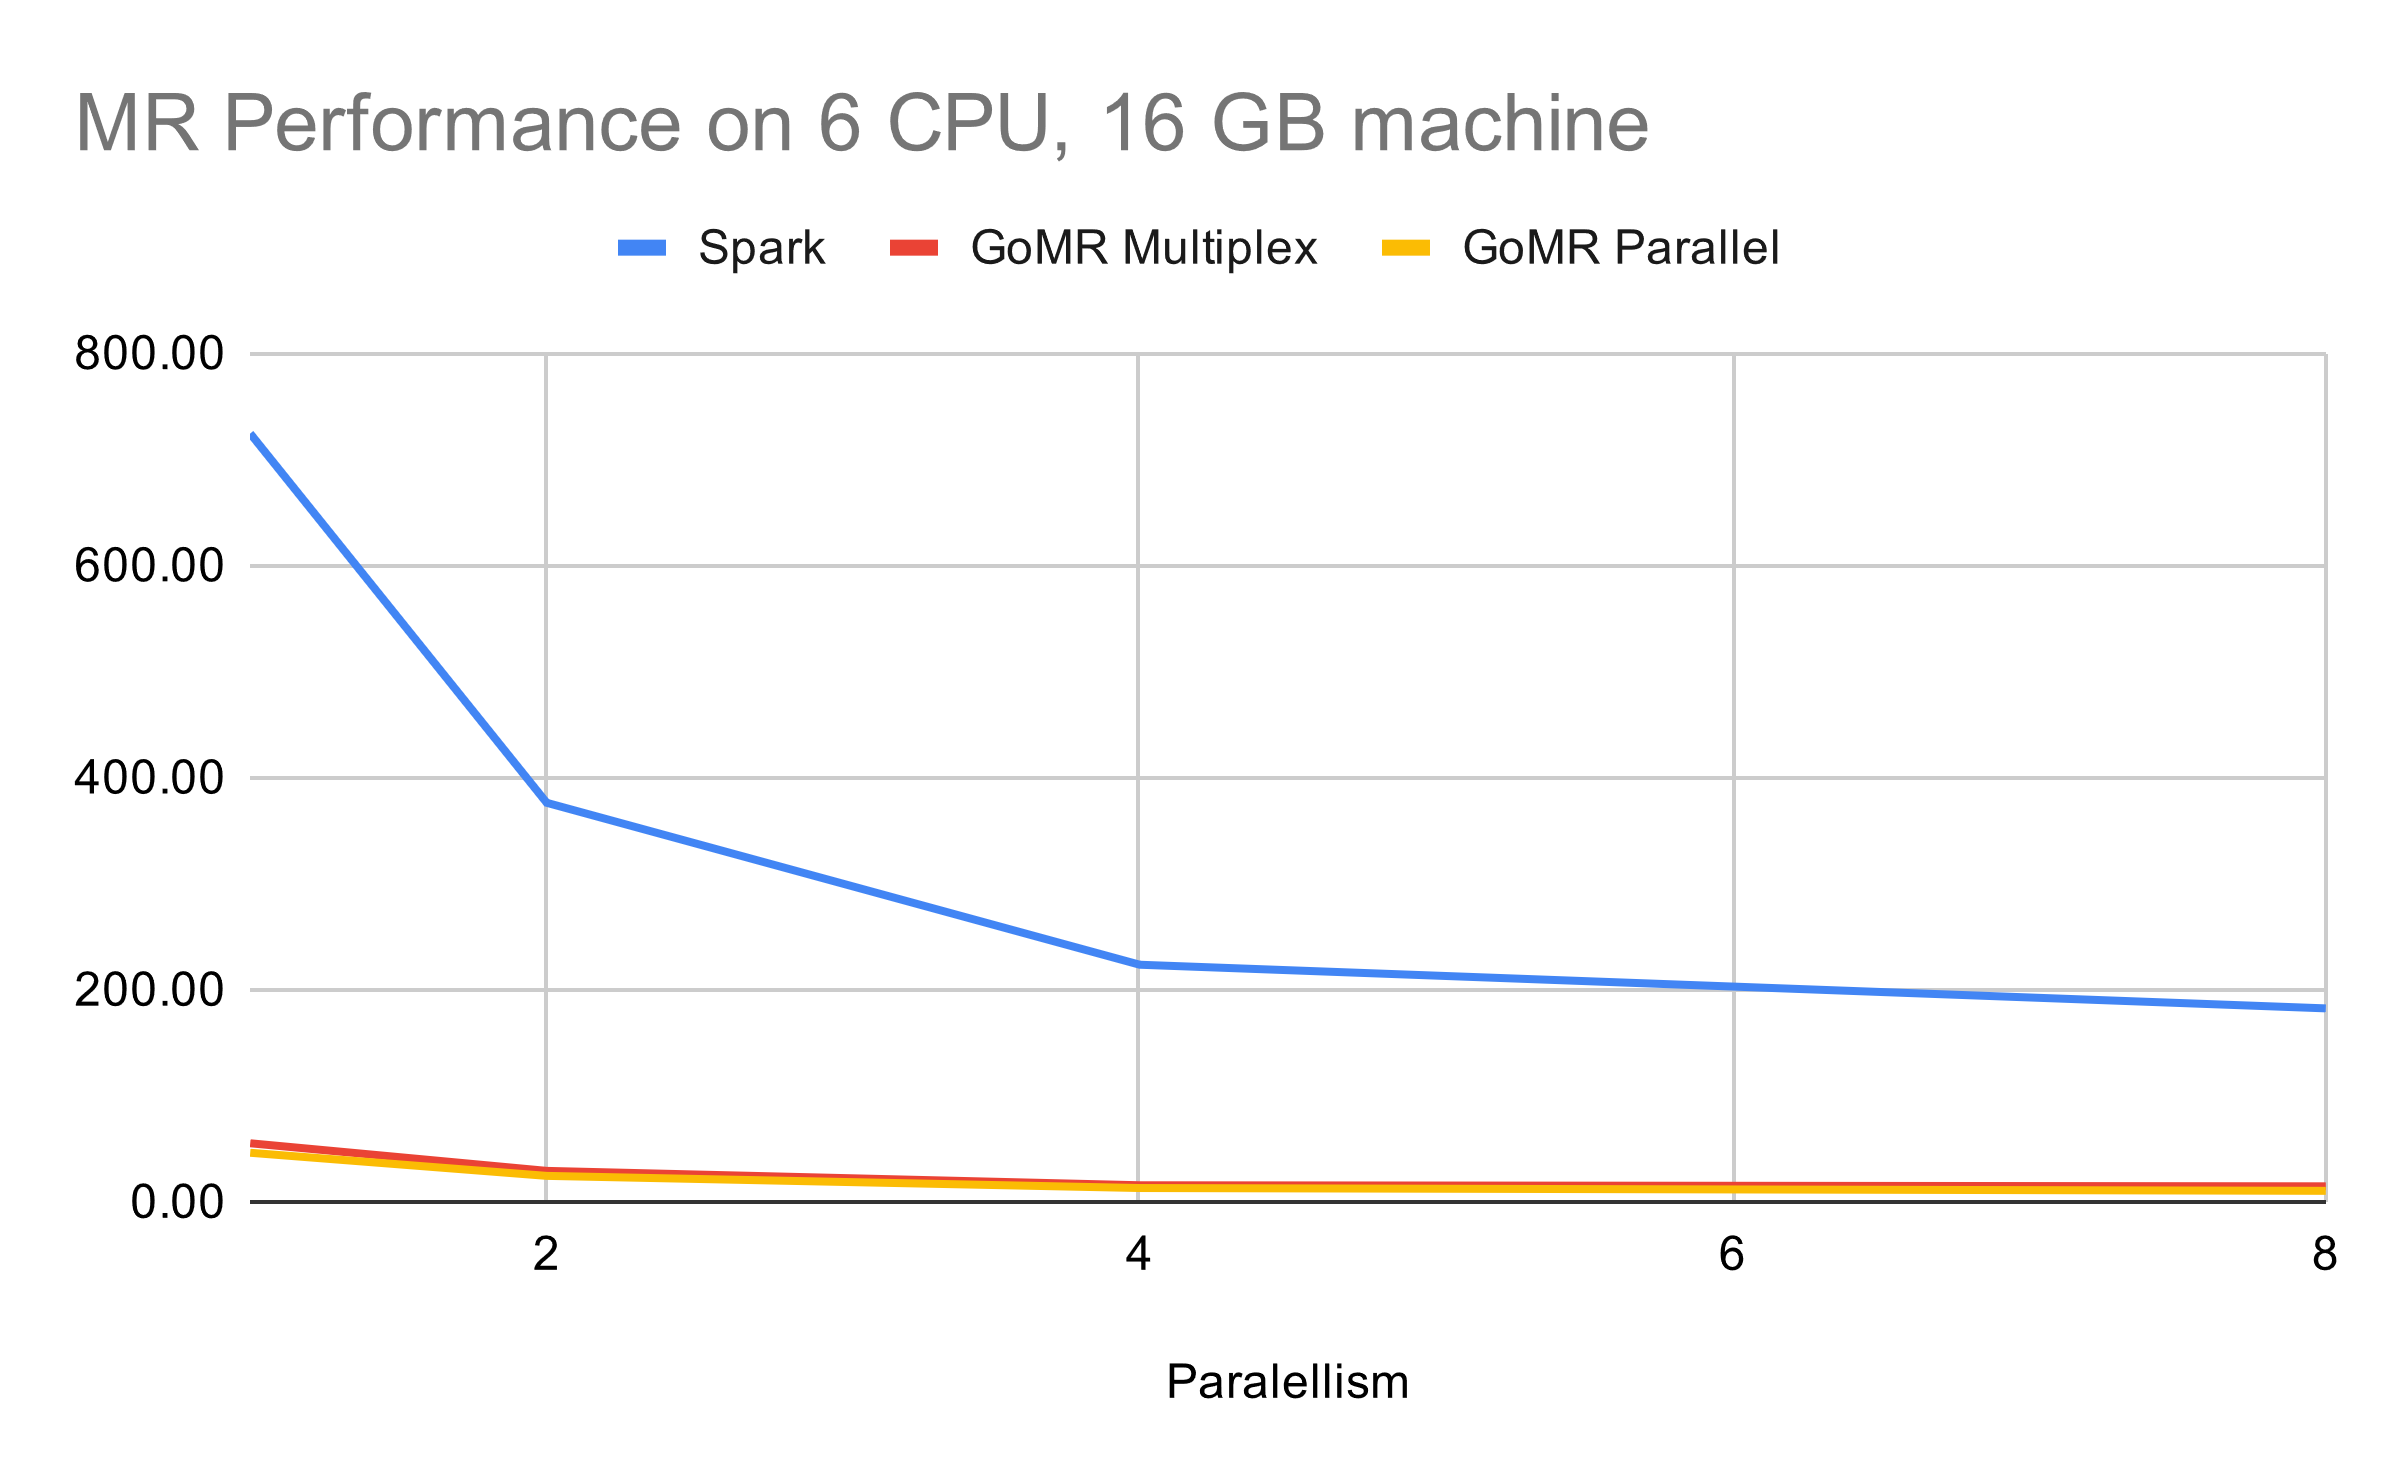 MR Performance on 6 CPU, 16 GB machine
Spark GoMR Multiplex GoMR Parallel
800.00
600.00
400.00
200.00
0.00
2 4 6 8
Paralellism